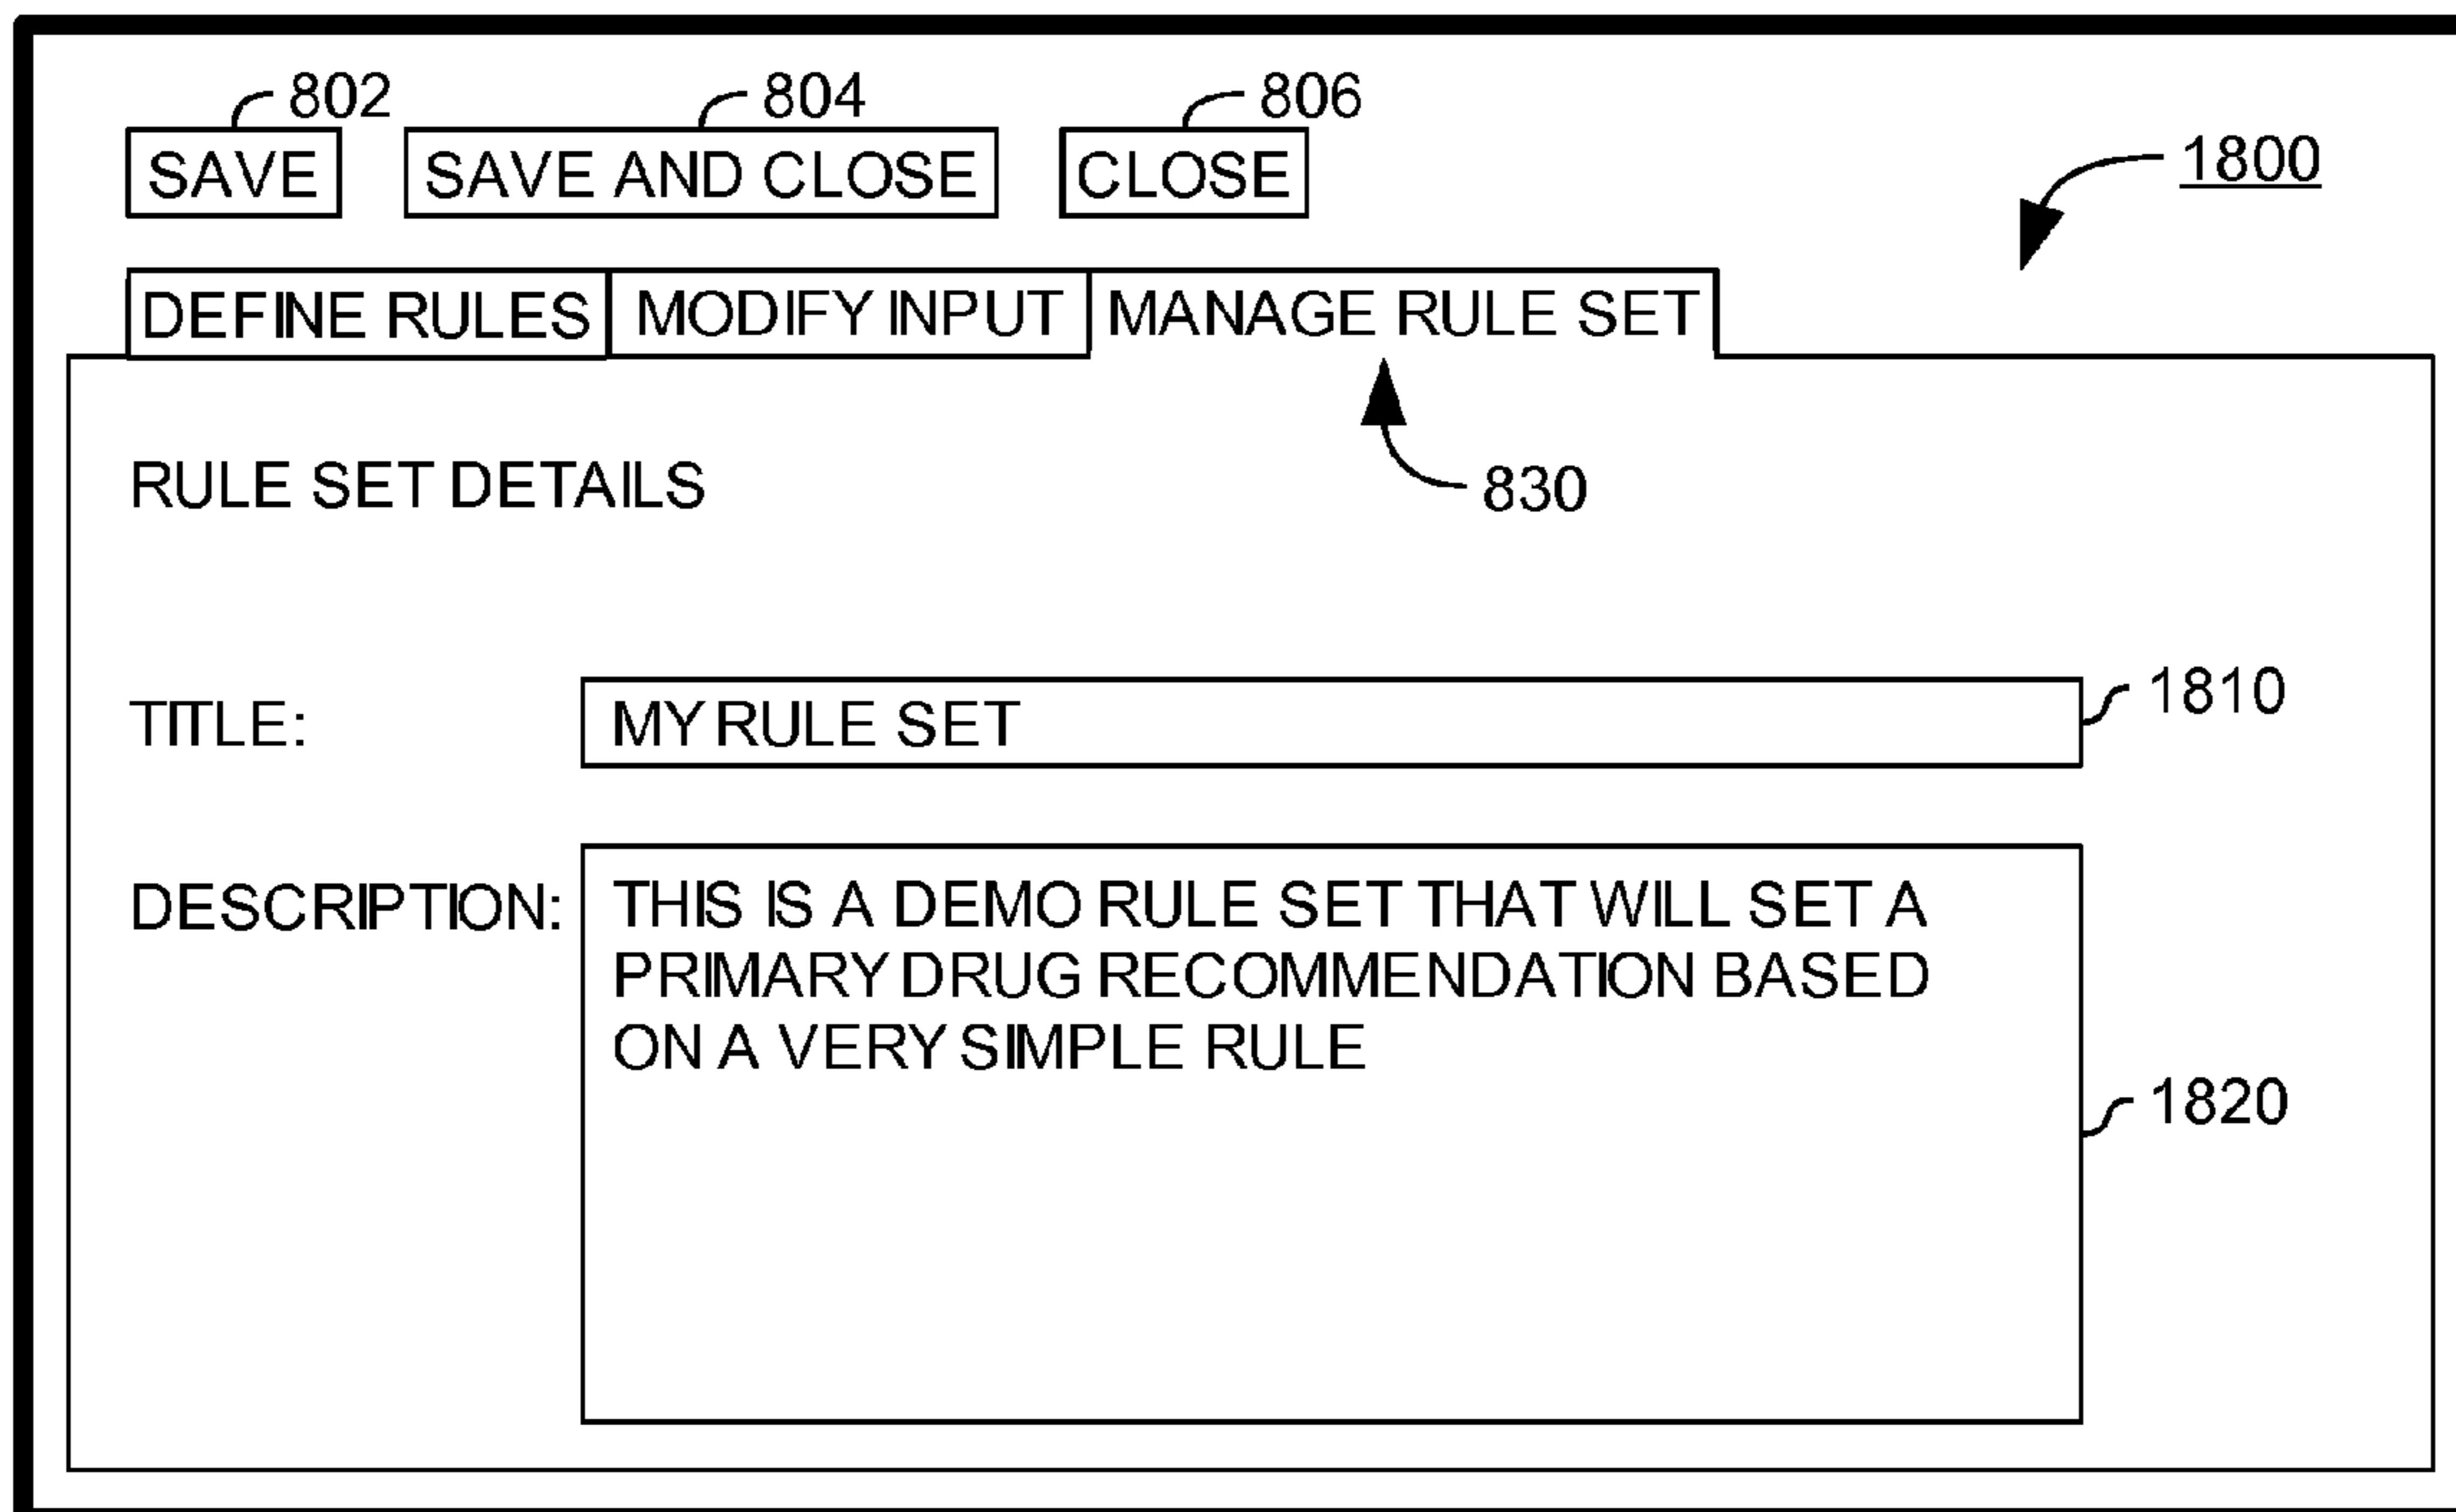 802 804 806
SAVE SAVE AND CLOSE CLOSE 1800
DEFINE RULES MODIFY INPUT MANAGE RULE SET
RULE SET DETAILS 830
TITLE: MY RULE SET 1810
DESCRIPTION: THIS IS A DEMO RULE SET THAT WILL SET A
PRIMARY DRUG RECOMMENDATION BASED
ON A VERY SIMPLE RULE
1820